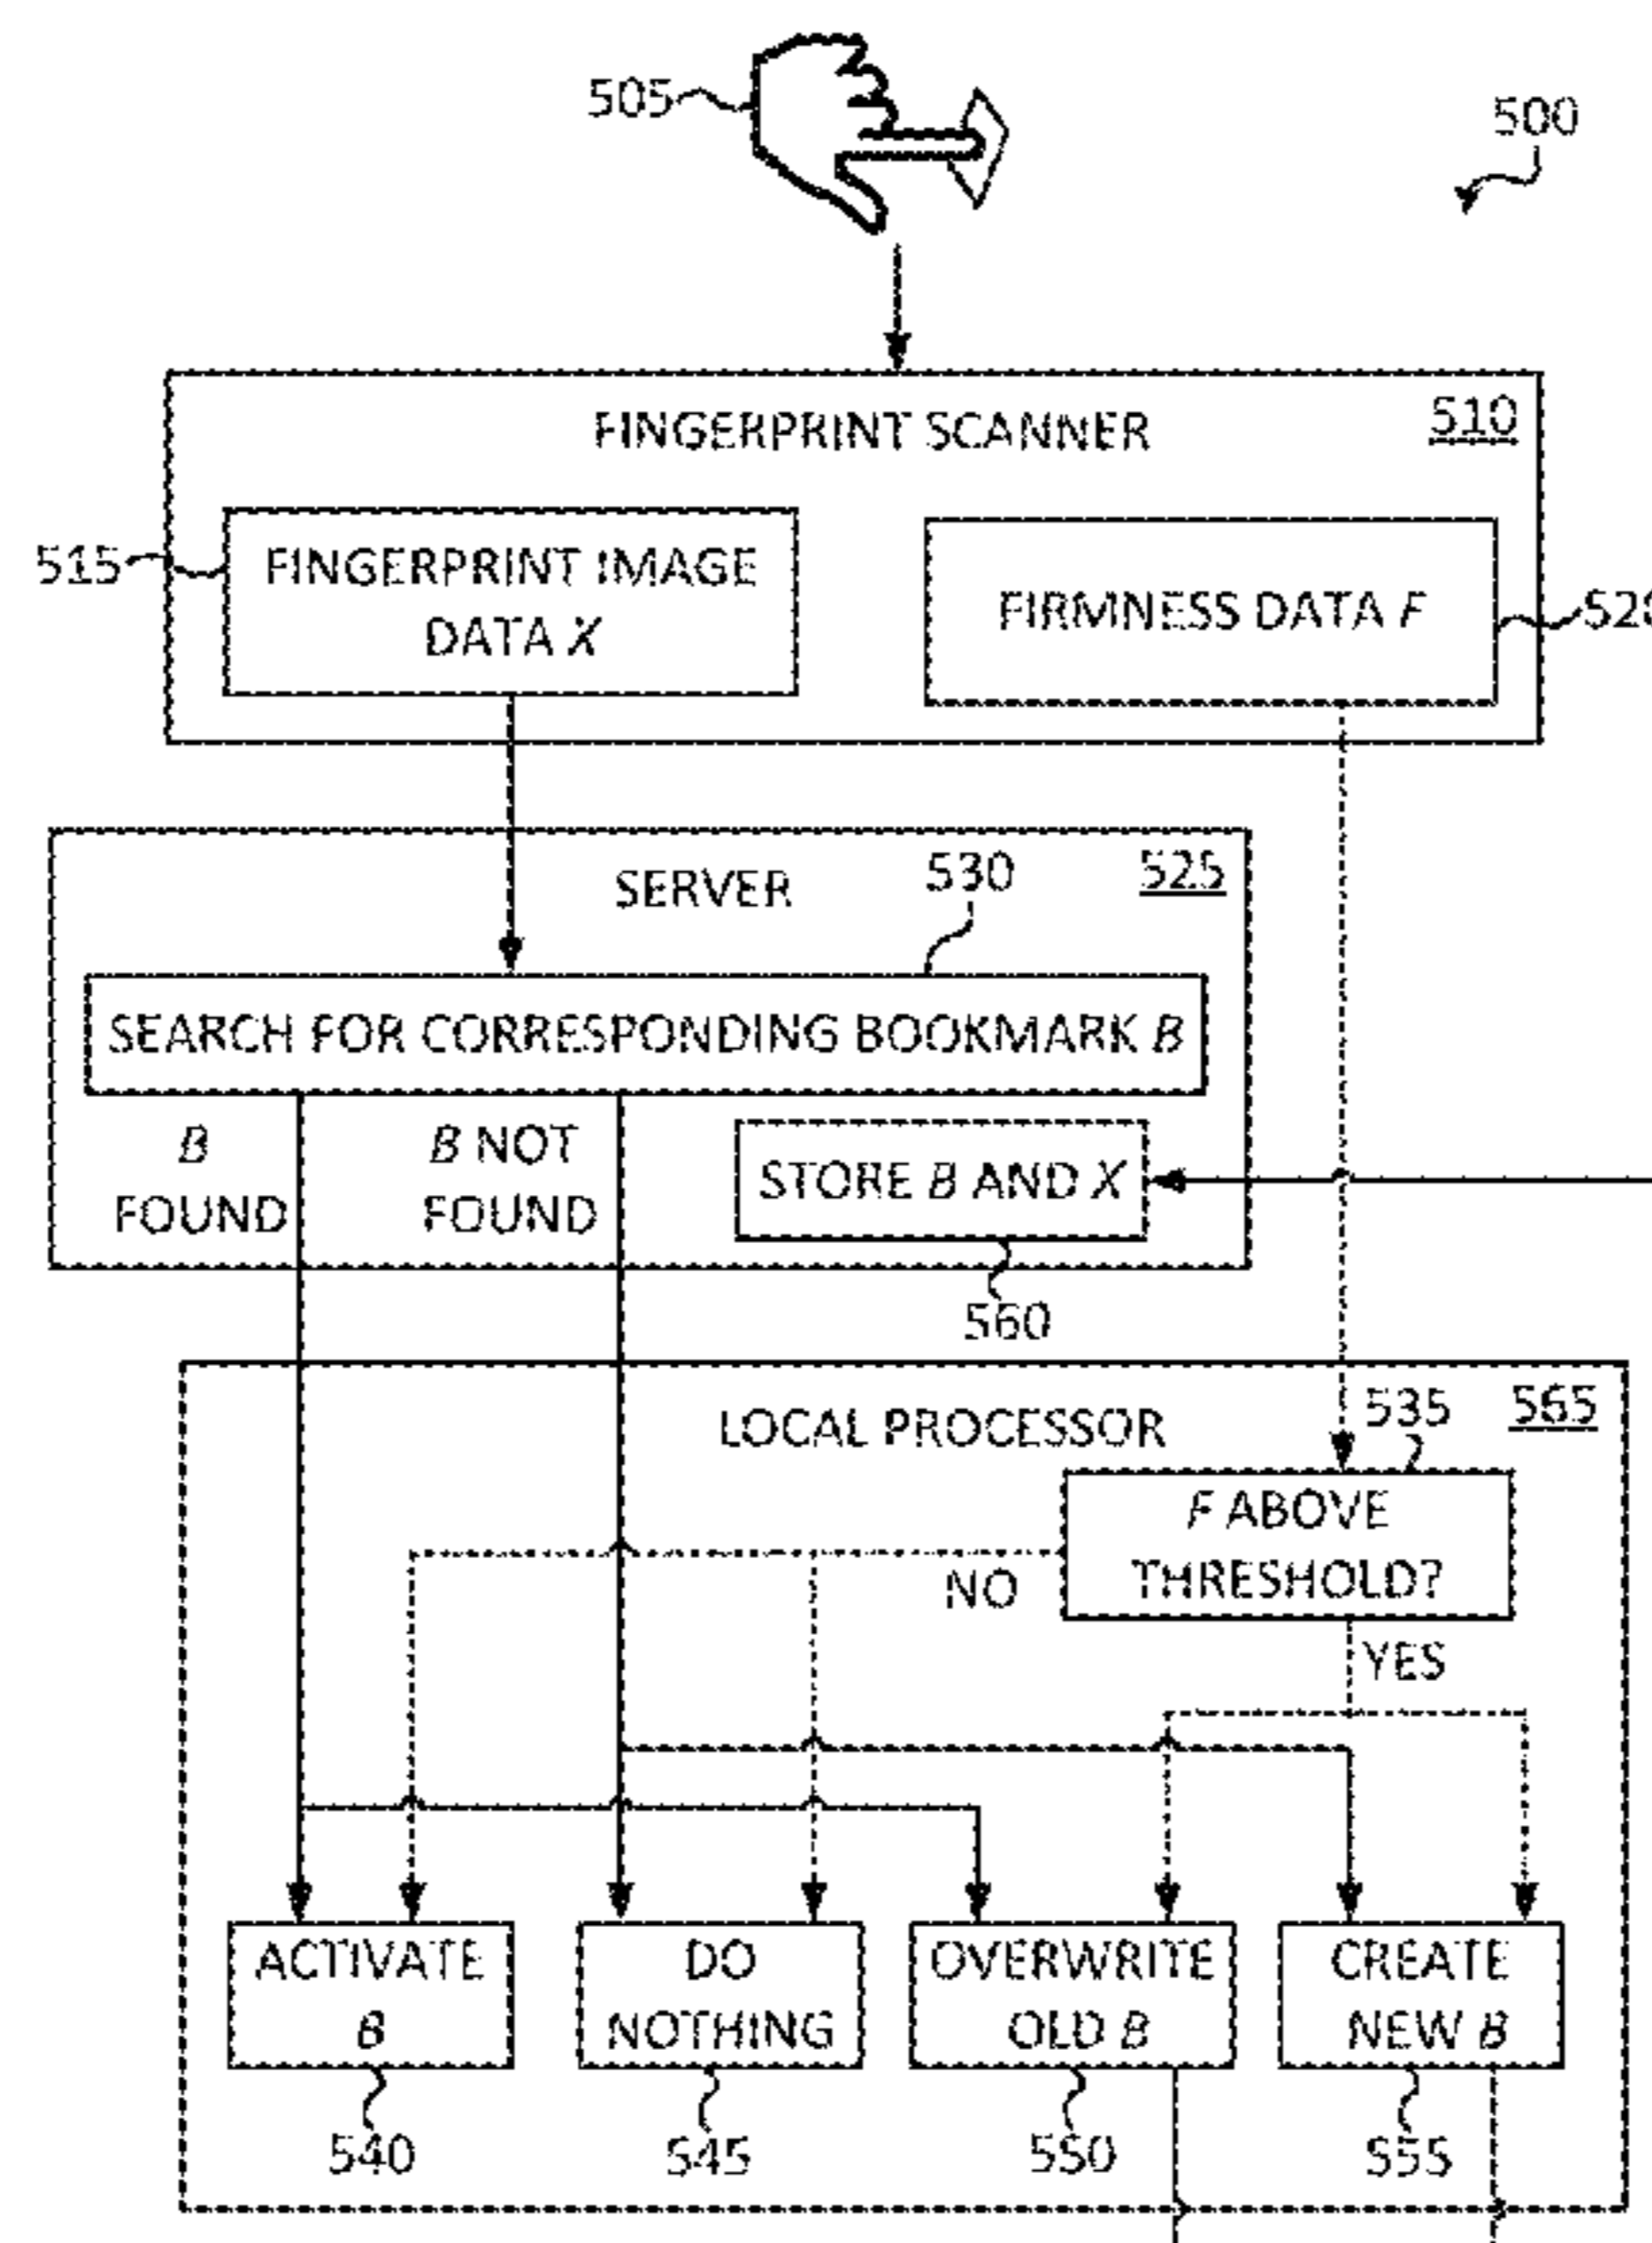 505
500
FINGERPRINT SCANNER
510
515
FINGERPRINT IMAGE
DATA X
FIRMNESS DATA F
520
SERVER
530
525
SEARCH FOR CORRESPONDING BOOKMARK B
B
FOUND
B NOT
FOUND
STORE B AND X
560
LOCAL PROCESSOR
535
565
F ABOVE
THRESHOLD?
NO
YES
ACTIVATE
B
DO
NOTHING
OVERWRITE
OLD B
CREATE
NEW B
540
545
550
555